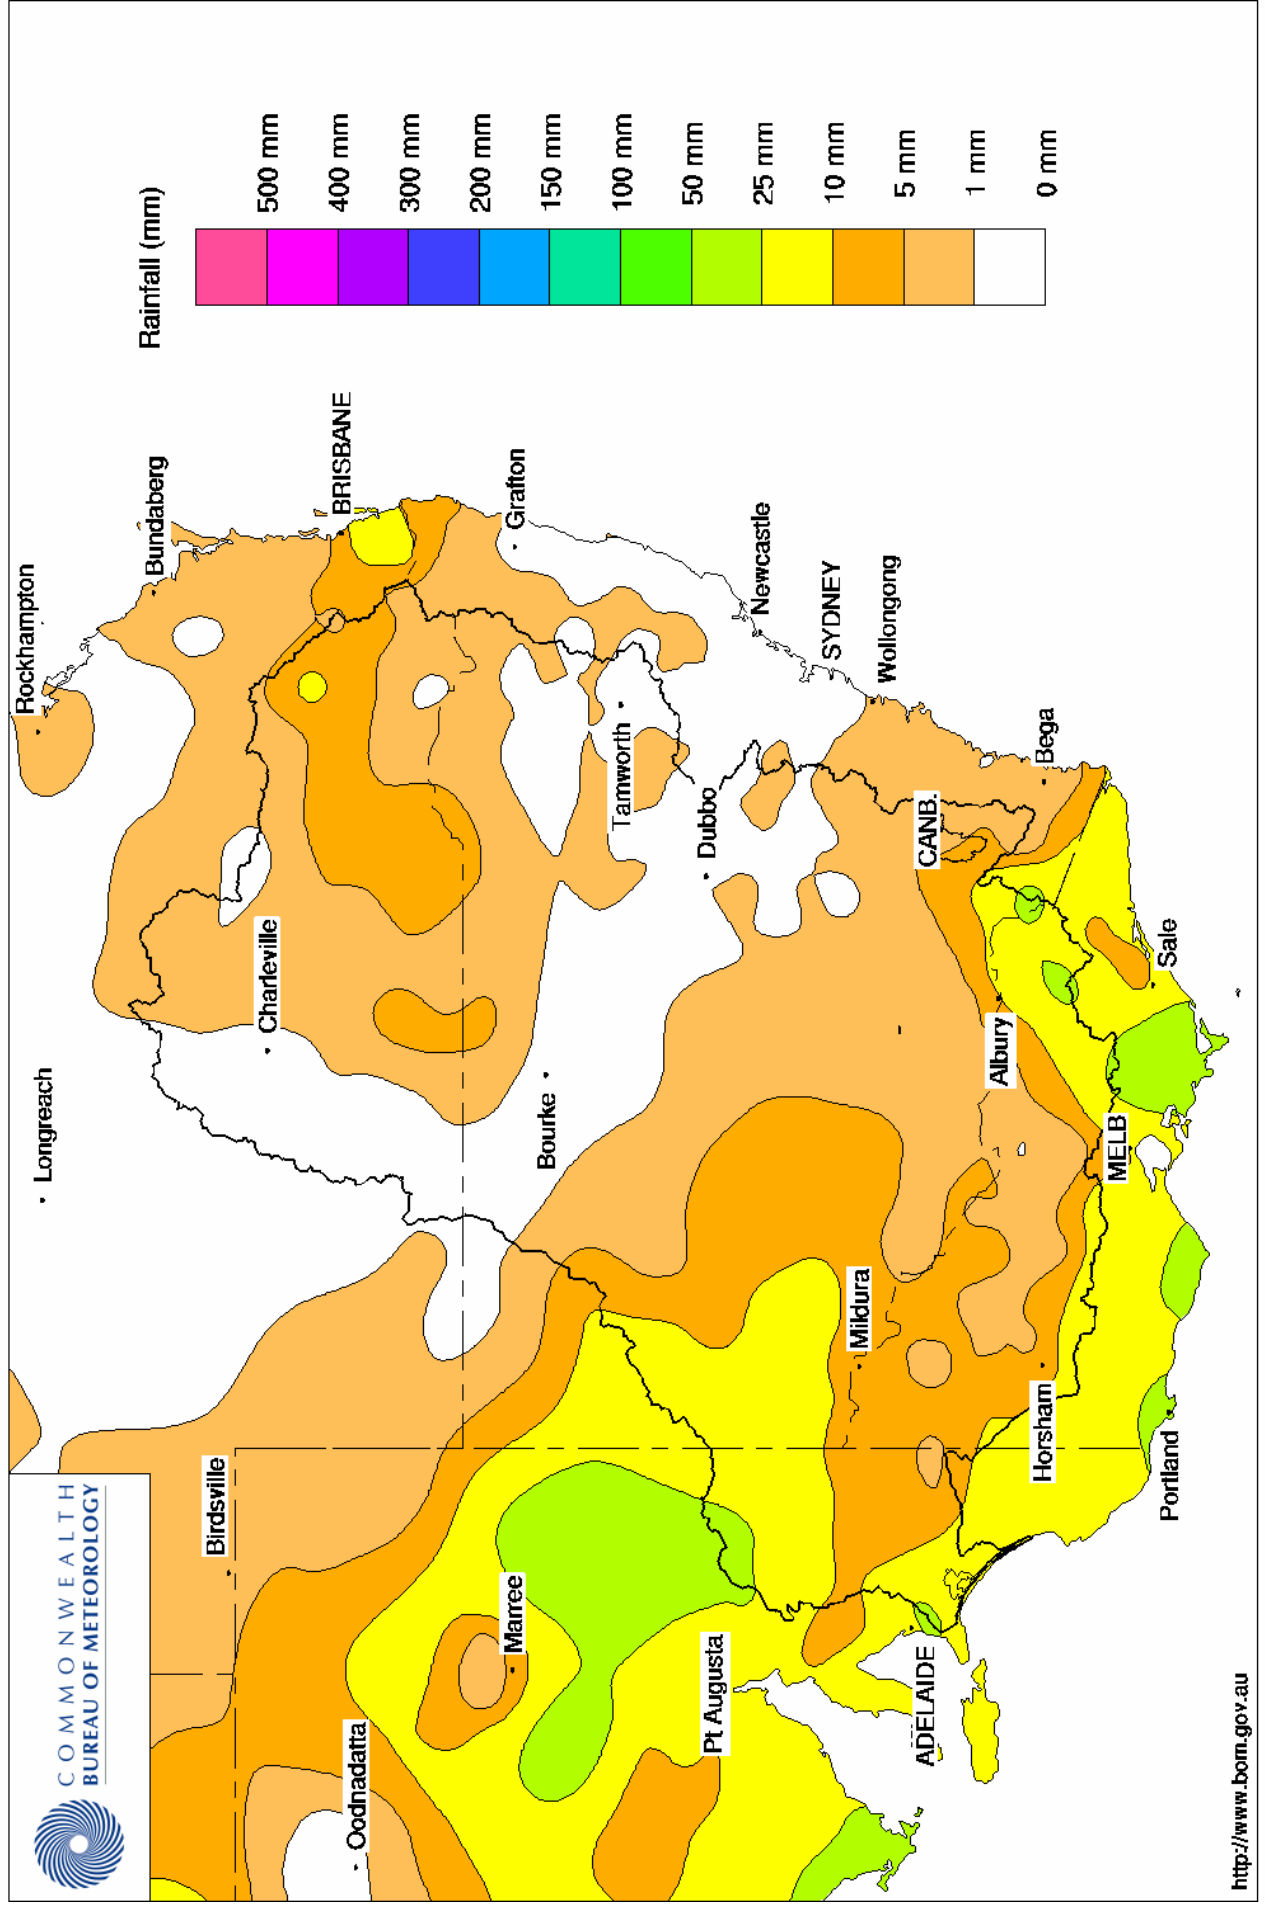 COMMONWEALTH
BUREAU OF METEOROLOGY
Rainfall (mm)
500 mm
400 mm
300 mm
200 mm
150 mm
100 mm
50 mm
25 mm
10 mm
5 mm
1 mm
0 mm
Longreach
Rockhampton
Bundaberg
Birdsville
Charleville
BRISBANE
Oodnadatta
Marree
Bourke
Grafton
Tamworth
Pt Augusta
Dubbo
Newcastle
SYDNEY
Mildura
Wollongong
ADELAIDE
CANB.
Albury
Horsham
Bega
MELB
Portland
Sale
http://www.bom.gov.au